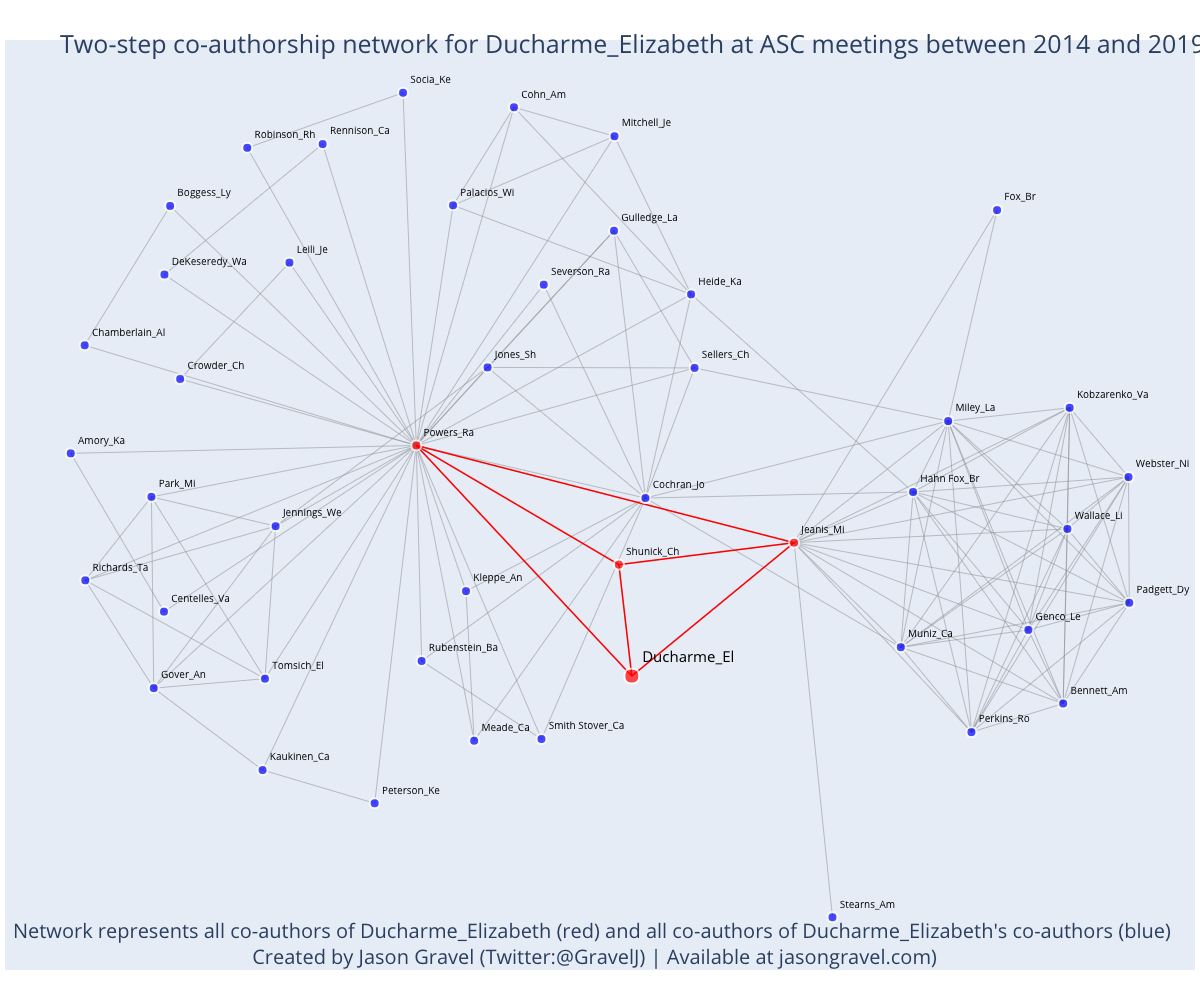 Two-step co-authorship network for Ducharme_Elizabeth at ASC meetings between 2014 and 2019
Socia_Ke
Cohn_Am
Mitchell_Je
Robinson_Rh
Rennison_Ca
Boggess_Ly
Palacios_Wi
Fox_Br
Gulledge_La
Leili_Je
DeKeseredy_Wa
Severson_Ra
Heide_Ka
Chamberlain_Al
Jones_Sh
Sellers_Ch
Crowder_Ch
Kobzarenko_Va
Miley_La
Powers_Ra
Amory_Ka
Webster_Ni
Park_Mi
Cochran_Jo
Hahn Fox_Br
Jennings_We
Wallace_Li
Jeanis_Mi
Shunick_Ch
Richards_Ta
Kleppe_An
Padgett_Dy
Centelles_Va
Genco_Le
Muniz_Ca
Rubenstein_Ba
Ducharme_El
Tomsich_El
Gover_An
Bennett_Am
Perkins_Ro
Meade_Ca
Smith Stover_Ca
Kaukinen_Ca
Peterson_Ke
Stearns_Am
Network represents all co-authors of Ducharme_Elizabeth (red) and all co-authors of Ducharme_Elizabeth's co-authors (blue)
Created by Jason Gravel (Twitter:@GravelJ) | Available at jasongravel.com)